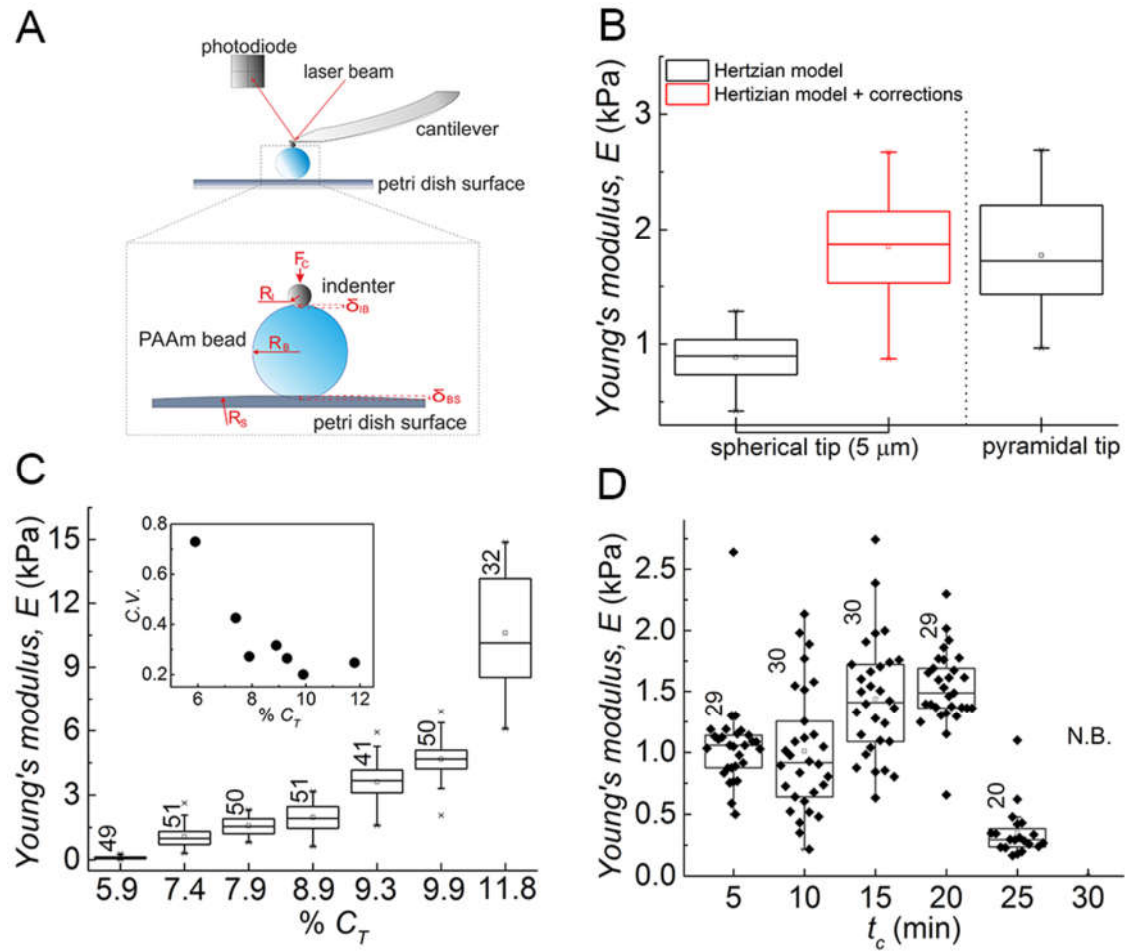 A
photodiode
laser beam
cantilever
petri dish surface
F_C
indenter
R_I
δ_IB
PAAm bead
R_B
δ_BS
R_S
petri dish surface
B
Young's modulus, E (kPa)
3
2
1
Hertzian model
Hertizian model + corrections
spherical tip (5 μm)
pyramidal tip
C
Young's modulus, E (kPa)
15
12
9
6
3
0
0.8
0.6
0.4
0.2
C.V.
6 8 10 12
% C_T
49
51
50
51
41
50
32
5.9 7.4 7.9 8.9 9.3 9.9 11.8
% C_T
D
Young's modulus, E (kPa)
2.5
2.0
1.5
1.0
0.5
0.0
29
30
30
29
20
N.B.
5 10 15 20 25 30
t_c (min)